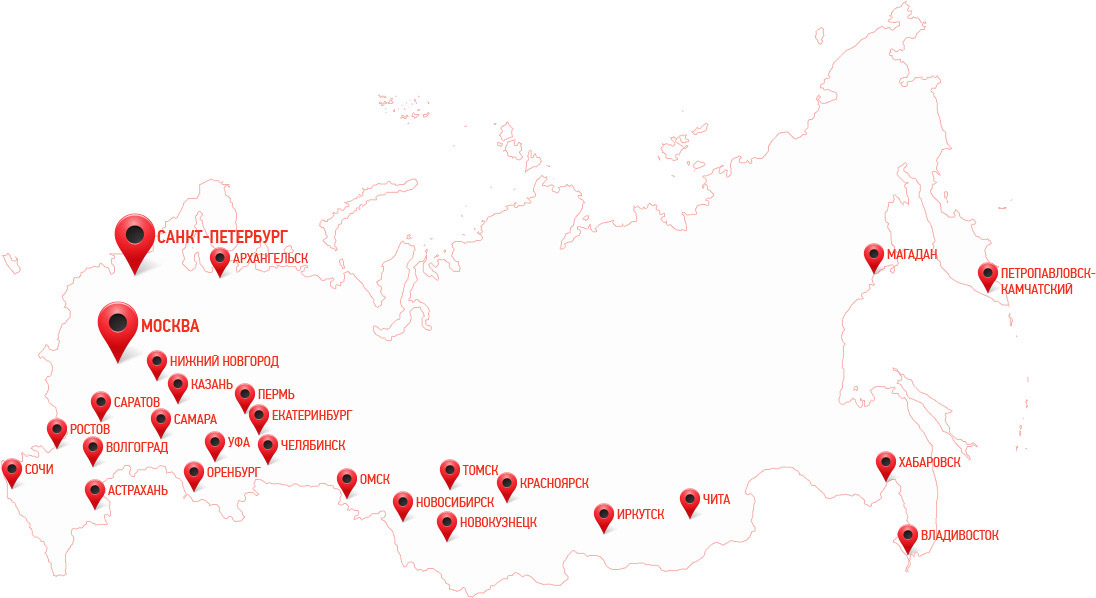 САНКТ-ПЕТЕРБУРГ
АРХАНГЕЛЬСК
МАГАДАН
ПЕТРОПАВЛОВСК-
КАМЧАТСКИЙ
МОСКВА
НИЖНИЙ НОВГОРОД
КАЗАНЬ
ПЕРМЬ
САРАТОВ
ЕКАТЕРИНБУРГ
САМАРА
РОСТОВ
УФА
ЧЕЛЯБИНСК
ВОЛГОГРАД
ХАБАРОВСК
СОЧИ
ОРЕНБУРГ
ТОМСК
ОМСК
КРАСНОЯРСК
АСТРАХАНЬ
ЧИТА
НОВОСИБИРСК
ИРКУТСК
НОВОКУЗНЕЦК
ВЛАДИВОСТОК